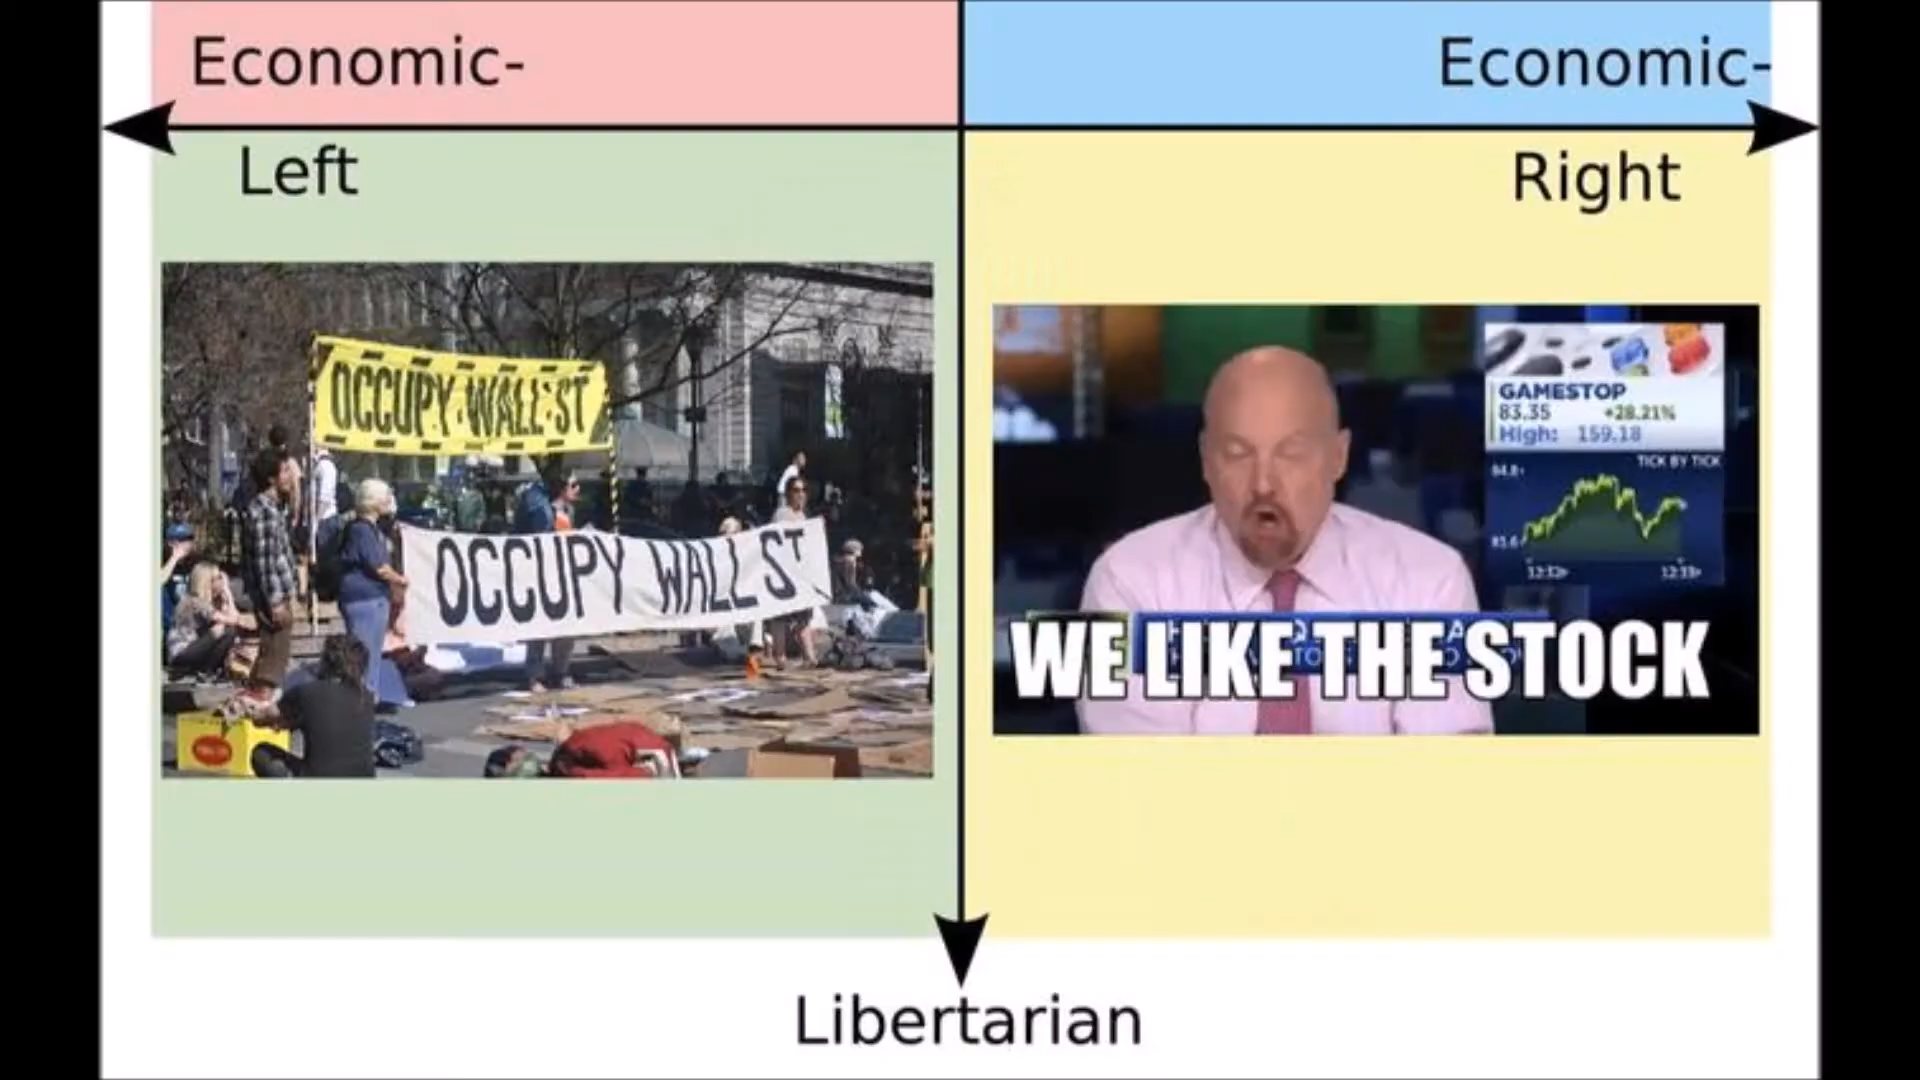 Economic-
Economic-
Left
Right
OCCUPY WALL ST
OCCUPY WALL ST
GAMESTOP
83.35 +28.21%
High: 159.18
TICK BY TICK
WE LIKE THE STOCK
Libertarian